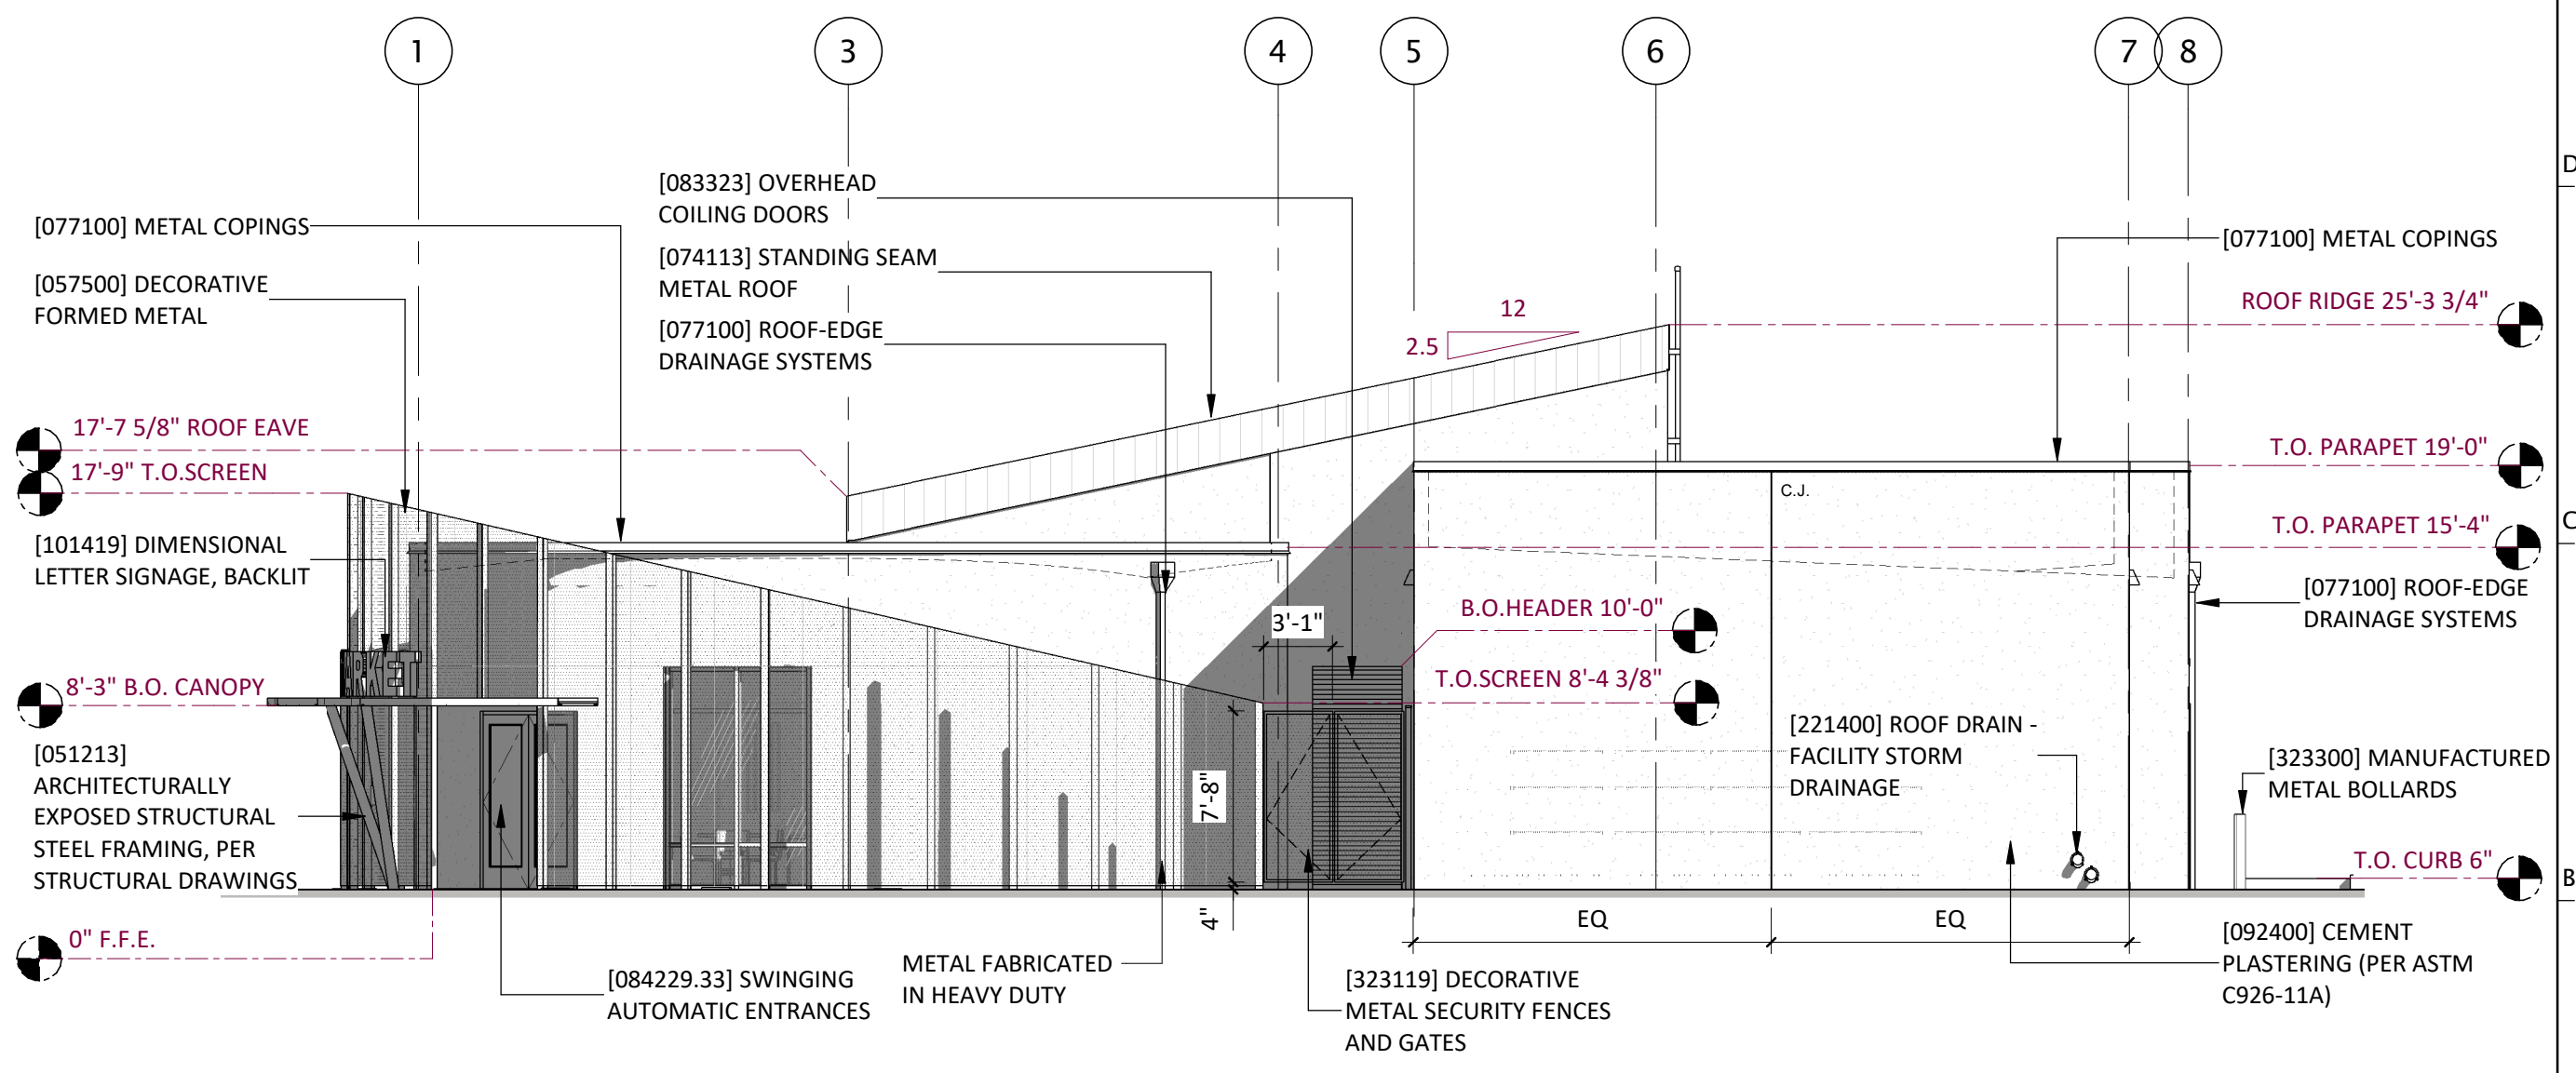 1
3
4
5
6
7
8
D
[083323] OVERHEAD
COILING DOORS
[077100] METAL COPINGS
[074113] STANDING SEAM
METAL ROOF
[077100] METAL COPINGS
[057500] DECORATIVE
FORMED METAL
12
2.5
ROOF RIDGE 25'-3 3/4"
[077100] ROOF-EDGE
DRAINAGE SYSTEMS
17'-7 5/8" ROOF EAVE
17'-9" T.O.SCREEN
T.O. PARAPET 19'-0"
C.J.
T.O. PARAPET 15'-4"
C
[101419] DIMENSIONAL
LETTER SIGNAGE, BACKLIT
[077100] ROOF-EDGE
DRAINAGE SYSTEMS
B.O.HEADER 10'-0"
3'-1"
T.O.SCREEN 8'-4 3/8"
8'-3" B.O. CANOPY
ARKET
[221400] ROOF DRAIN -
FACILITY STORM
DRAINAGE
[051213]
ARCHITECTURALLY
EXPOSED STRUCTURAL
STEEL FRAMING, PER
STRUCTURAL DRAWINGS
7'-8"
[323300] MANUFACTURED
METAL BOLLARDS
T.O. CURB 6"
B
4"
EQ
EQ
0" F.F.E.
[084229.33] SWINGING
AUTOMATIC ENTRANCES
METAL FABRICATED
IN HEAVY DUTY
[323119] DECORATIVE
METAL SECURITY FENCES
AND GATES
[092400] CEMENT
PLASTERING (PER ASTM
C926-11A)